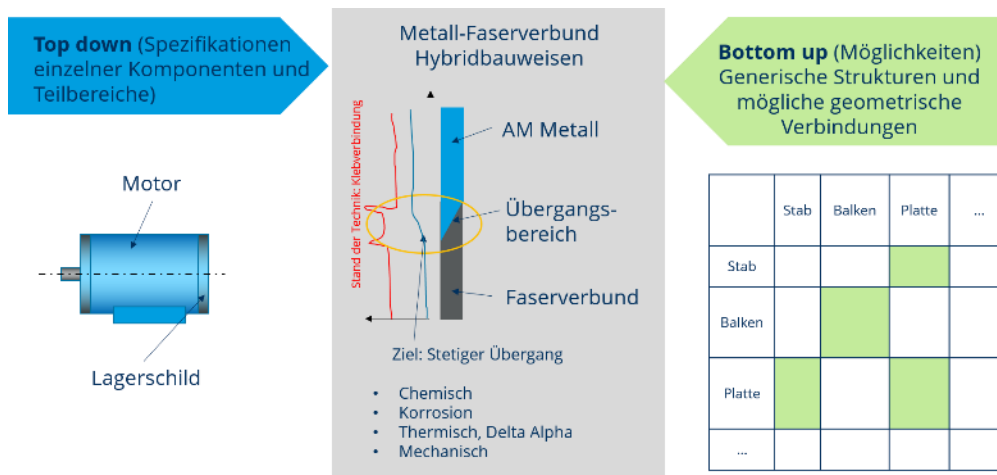 Top down (Spezifikationen
einzelner Komponenten und
Teilbereiche)
Motor
Lagerschild
Metall-Faserverbund
Hybridbauweisen
Stand der Technik: Klebverbindung
AM Metall
Übergangs-
bereich
Faserverbund
Ziel: Stetiger Übergang
• Chemisch
• Korrosion
• Thermisch, Delta Alpha
• Mechanisch
Bottom up (Möglichkeiten)
Generische Strukturen und
mögliche geometrische
Verbindungen
Stab Balken Platte ...
Stab
Balken
Platte
...